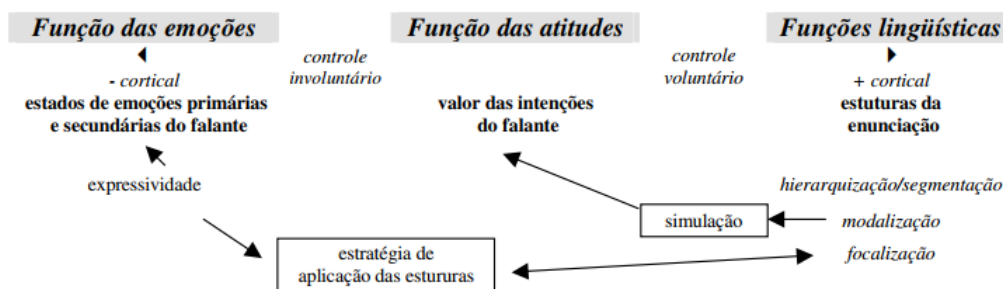 Função das emoções
Função das atitudes
Funções lingüísticas
controle
involuntário
controle
voluntário
- cortical
estados de emoções primárias
e secundárias do falante
valor das intenções
do falante
+ cortical
estuturas da
enunciação
expressividade
hierarquização/segmentação
simulação
modalização
estratégia de
aplicação das estururas
focalização